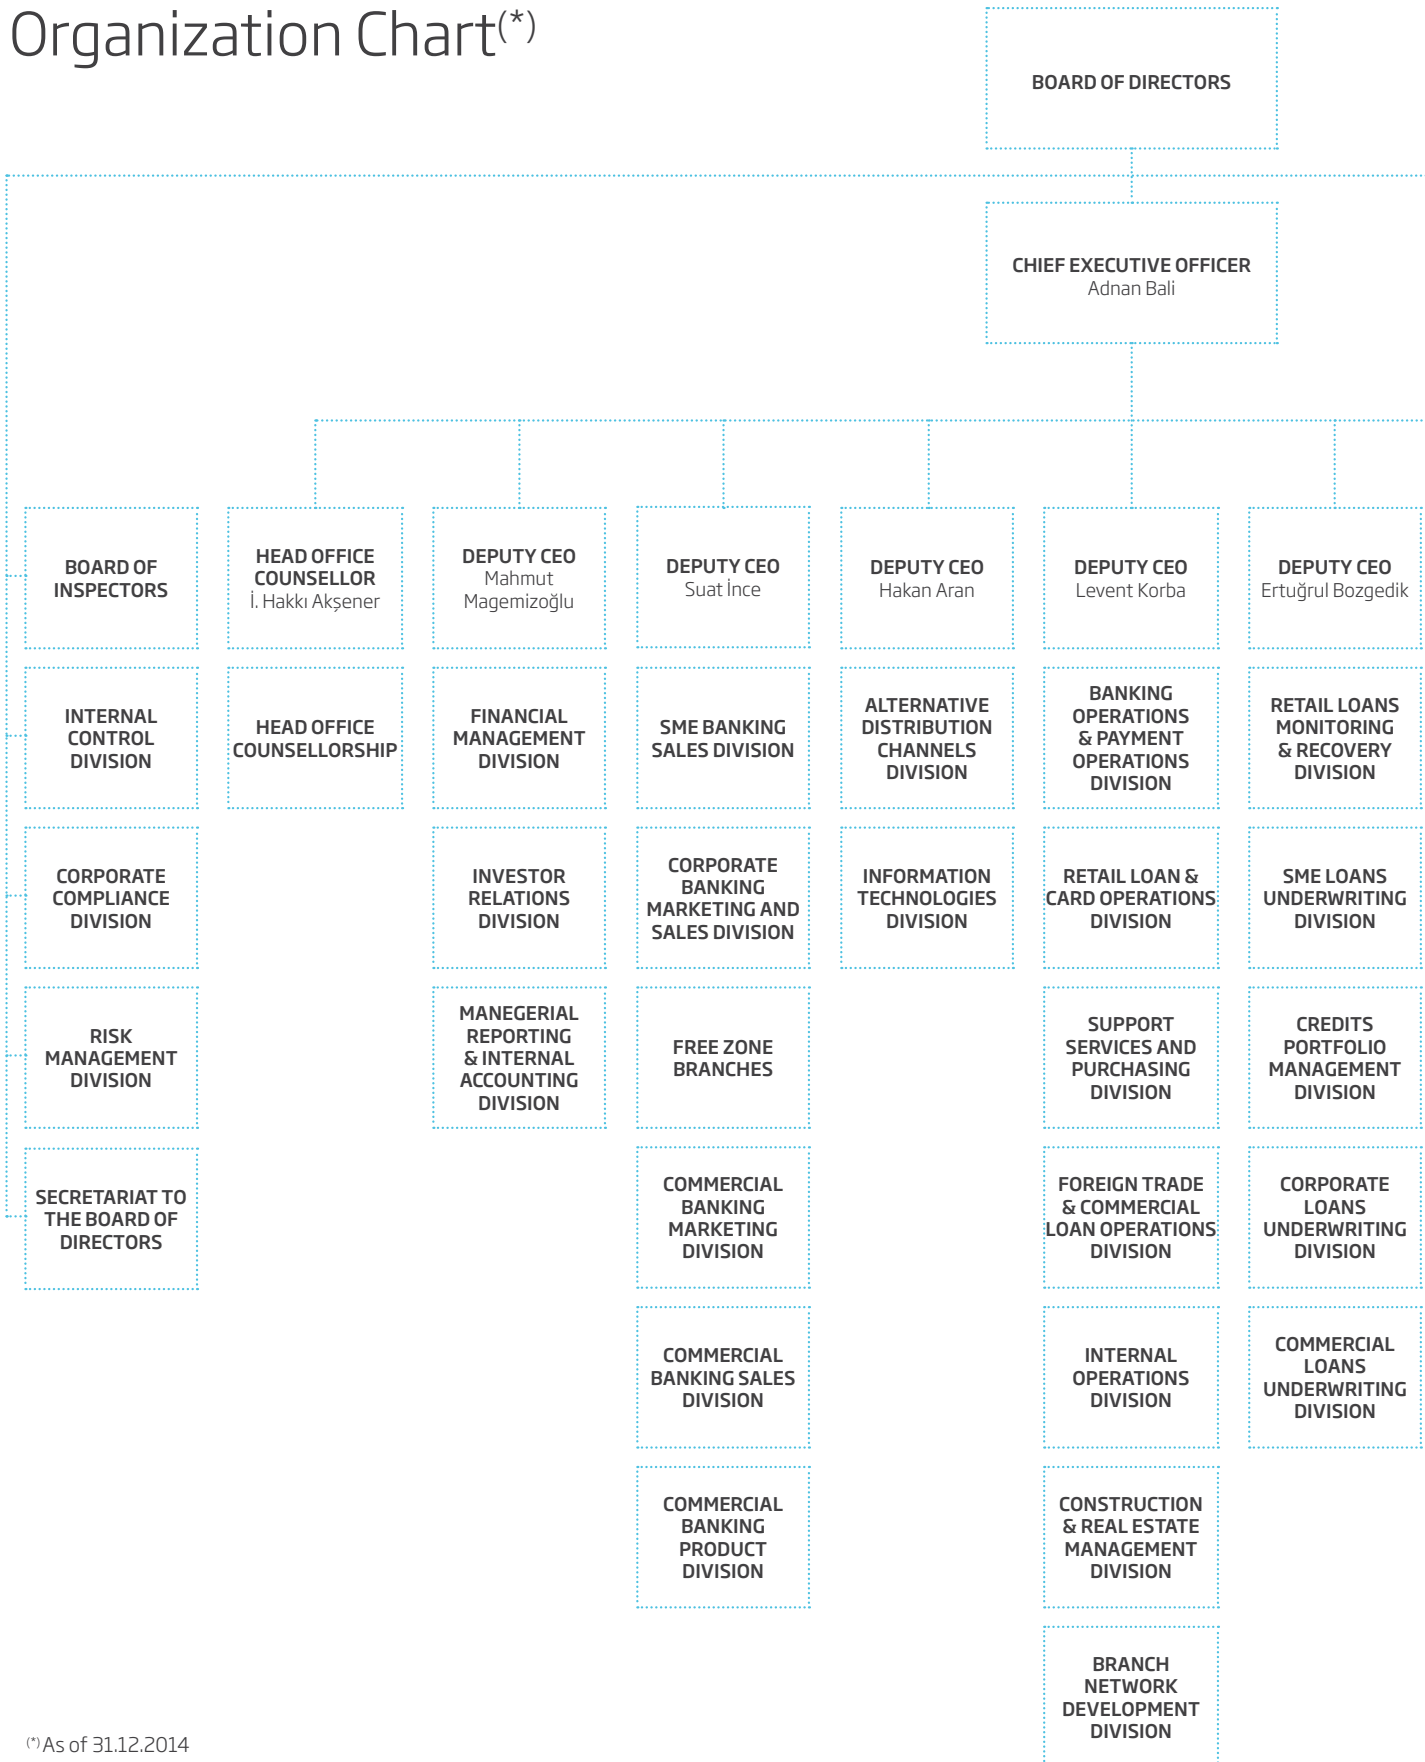 Organization Chart(*)
BOARD OF DIRECTORS
CHIEF EXECUTIVE OFFICER
Adnan Bali
BOARD OF
INSPECTORS
INTERNAL
CONTROL
DIVISION
CORPORATE
COMPLIANCE
DIVISION
RISK
MANAGEMENT
DIVISION
SECRETARIAT TO
THE BOARD OF
DIRECTORS
HEAD OFFICE
COUNSELLOR
İ. Hakkı Akşener
HEAD OFFICE
COUNSELLORSHIP
DEPUTY CEO
Mahmut
Magemizoğlu
FINANCIAL
MANAGEMENT
DIVISION
INVESTOR
RELATIONS
DIVISION
MANEGERIAL
REPORTING
& INTERNAL
ACCOUNTING
DIVISION
DEPUTY CEO
Suat İnce
SME BANKING
SALES DIVISION
CORPORATE
BANKING
MARKETING AND
SALES DIVISION
FREE ZONE
BRANCHES
COMMERCIAL
BANKING
MARKETING
DIVISION
COMMERCIAL
BANKING SALES
DIVISION
COMMERCIAL
BANKING
PRODUCT
DIVISION
DEPUTY CEO
Hakan Aran
ALTERNATIVE
DISTRIBUTION
CHANNELS
DIVISION
INFORMATION
TECHNOLOGIES
DIVISION
DEPUTY CEO
Levent Korba
BANKING
OPERATIONS
& PAYMENT
OPERATIONS
DIVISION
RETAIL LOAN &
CARD OPERATIONS
DIVISION
SUPPORT
SERVICES AND
PURCHASING
DIVISION
FOREIGN TRADE
& COMMERCIAL
LOAN OPERATIONS
DIVISION
INTERNAL
OPERATIONS
DIVISION
CONSTRUCTION
& REAL ESTATE
MANAGEMENT
DIVISION
BRANCH
NETWORK
DEVELOPMENT
DIVISION
DEPUTY CEO
Ertuğrul Bozgedik
RETAIL LOANS
MONITORING
& RECOVERY
DIVISION
SME LOANS
UNDERWRITING
DIVISION
CREDITS
PORTFOLIO
MANAGEMENT
DIVISION
CORPORATE
LOANS
UNDERWRITING
DIVISION
COMMERCIAL
LOANS
UNDERWRITING
DIVISION
(*) As of 31.12.2014